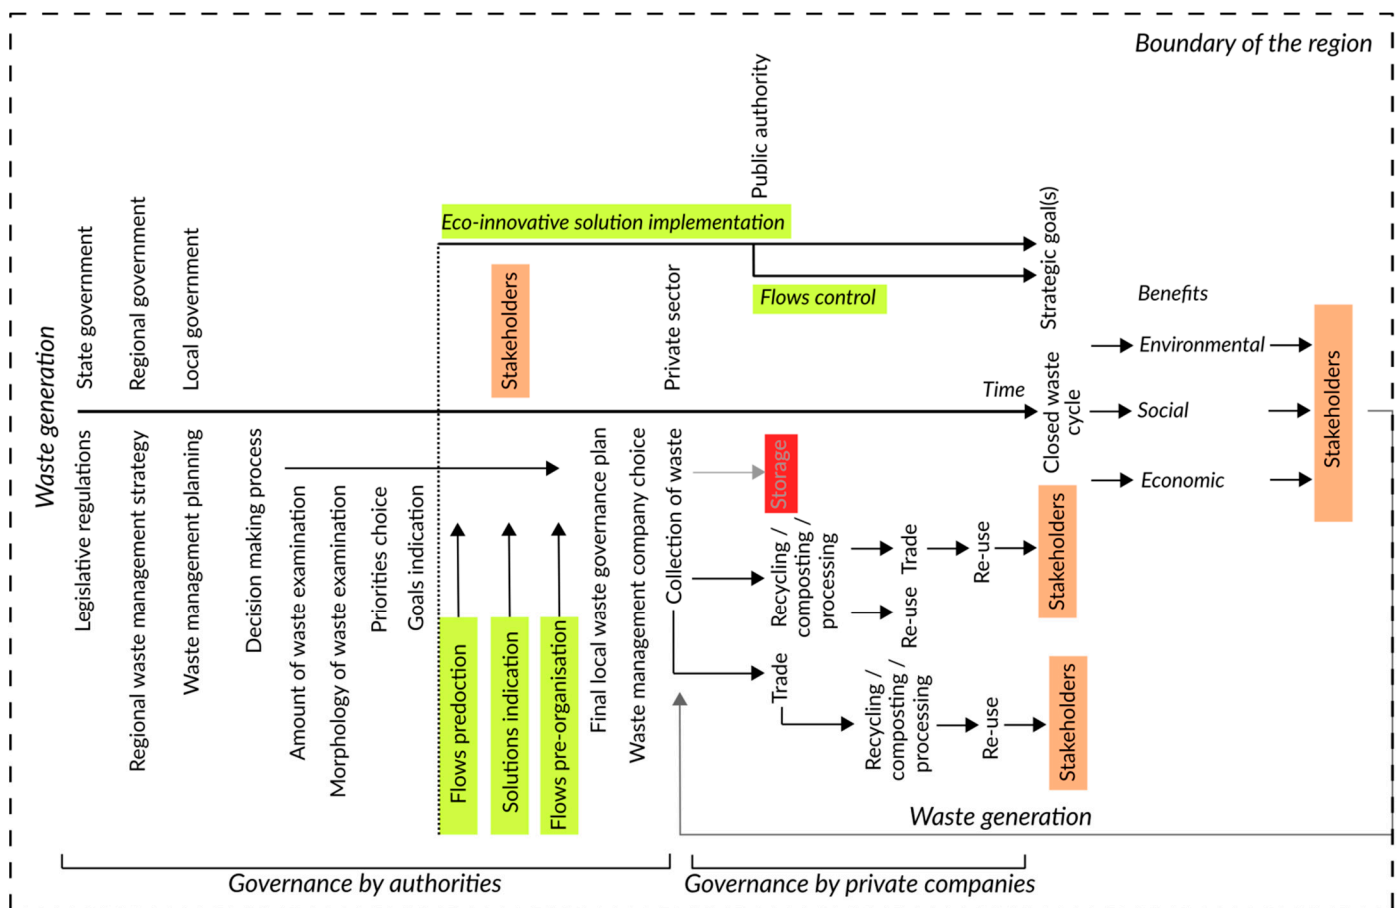 Boundary of the region
Public authority
Eco-innovative solution implementation
Flows control
Strategic goal(s)
State government
Regional government
Local government
Stakeholders
Private sector
Benefits
Environmental
Social
Economic
Stakeholders
Waste generation
Time
Closed waste
cycle
Legislative regulations
Regional waste management strategy
Waste management planning
Decision making process
Amount of waste examination
Morphology of waste examination
Priorities choice
Goals indication
Flows predoction
Solutions indication
Flows pre-organisation
Final local waste governance plan
Waste management company choice
Collection of waste
Storage
Recycling /
composting /
processing
Trade
Re-use
Stakeholders
Re-use
Trade
Recycling /
composting /
processing
Re-use
Stakeholders
Waste generation
Governance by authorities
Governance by private companies